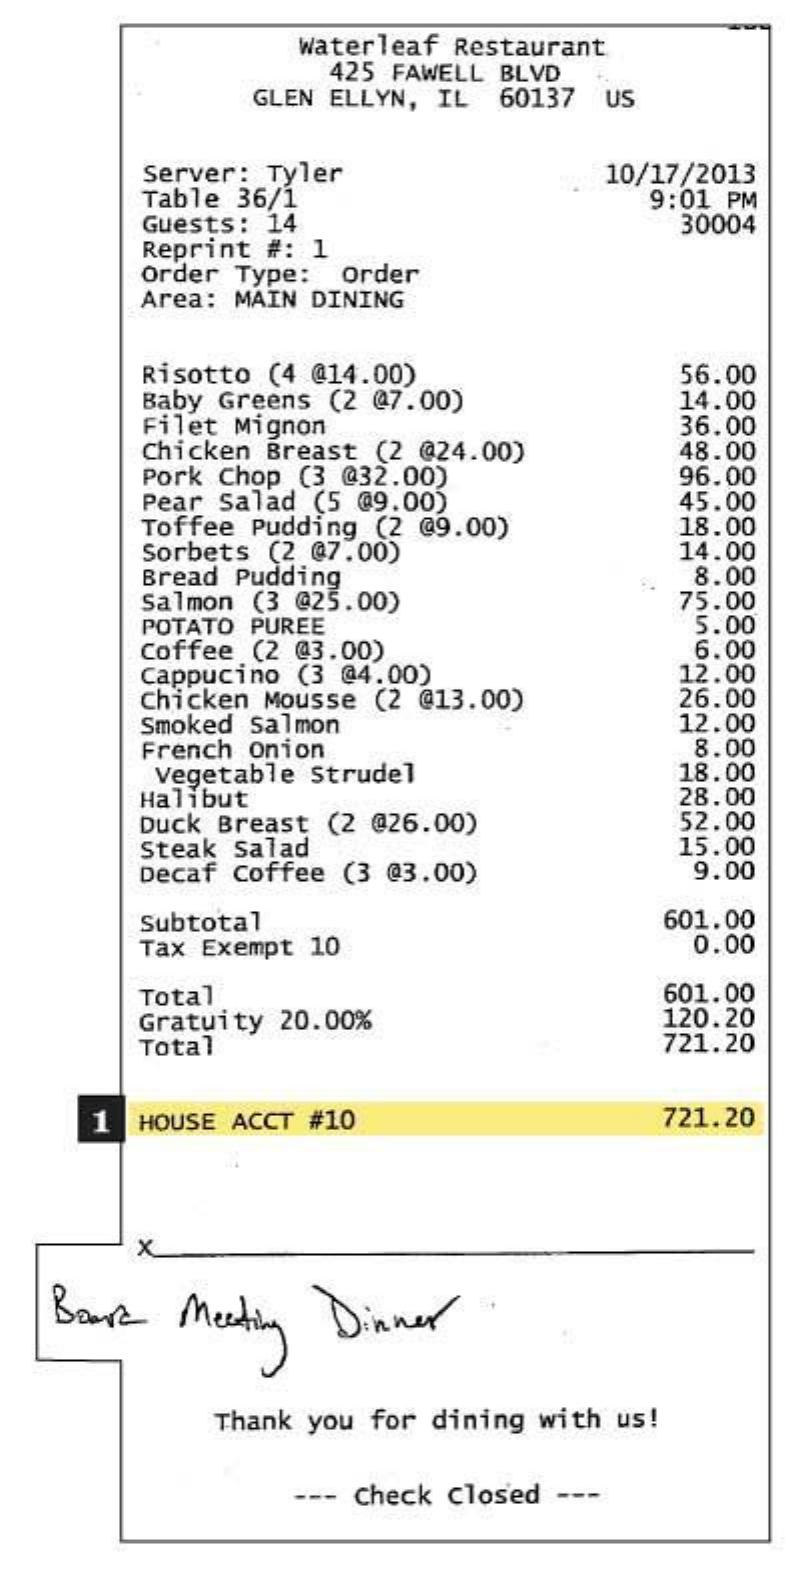 Waterleaf Restaurant
425 FAWELL BLVD
GLEN ELLYN, IL 60137 US
Server: Tyler 10/17/2013
Table 36/1 9:01 PM
Guests: 14 30004
Reprint #: 1
Order Type: Order
Area: MAIN DINING
Risotto (4 @14.00) 56.00
Baby Greens (2 @7.00) 14.00
Filet Mignon 36.00
Chicken Breast (2 @24.00) 48.00
Pork Chop (3 @32.00) 96.00
Pear Salad (5 @9.00) 45.00
Toffee Pudding (2 @9.00) 18.00
Sorbets (2 @7.00) 14.00
Bread Pudding 8.00
Salmon (3 @25.00) 75.00
POTATO PUREE 5.00
Coffee (2 @3.00) 6.00
Cappucino (3 @4.00) 12.00
Chicken Mousse (2 @13.00) 26.00
Smoked Salmon 12.00
French Onion 8.00
Vegetable Strudel 18.00
Halibut 28.00
Duck Breast (2 @26.00) 52.00
Steak Salad 15.00
Decaf Coffee (3 @3.00) 9.00
Subtotal 601.00
Tax Exempt 10 0.00
Total 601.00
Gratuity 20.00% 120.20
Total 721.20
1 HOUSE ACCT #10 721.20
X
Board Meeting Dinner
Thank you for dining with us!
--- Check Closed ---